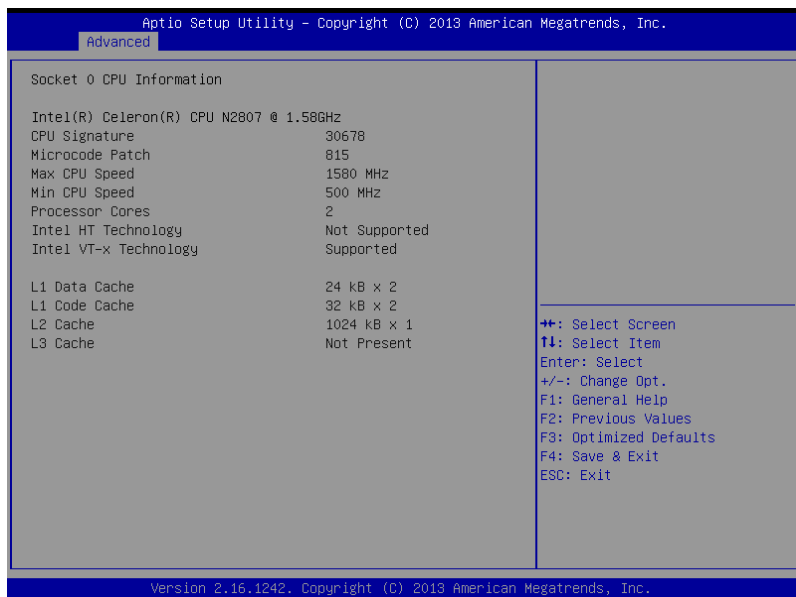 Aptio Setup Utility – Copyright (C) 2013 American Megatrends, Inc.
Advanced
Socket 0 CPU Information
Intel(R) Celeron(R) CPU N2807 @ 1.58GHz
CPU Signature 30678
Microcode Patch 815
Max CPU Speed 1580 MHz
Min CPU Speed 500 MHz
Processor Cores 2
Intel HT Technology Not Supported
Intel VT-x Technology Supported
L1 Data Cache 24 kB x 2
L1 Code Cache 32 kB x 2
L2 Cache 1024 kB x 1
L3 Cache Not Present
→←: Select Screen
↑↓: Select Item
Enter: Select
+/-: Change Opt.
F1: General Help
F2: Previous Values
F3: Optimized Defaults
F4: Save & Exit
ESC: Exit
Version 2.16.1242. Copyright (C) 2013 American Megatrends, Inc.